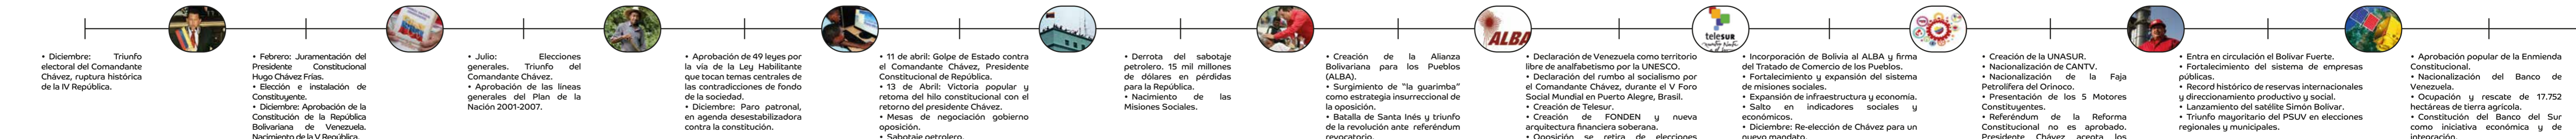 ALBA
teleSUR
• Diciembre: Triunfo
electoral del Comandante
Chávez, ruptura histórica
de la IV República.
• Febrero: Juramentación del
Presidente Constitucional
Hugo Chávez Frías.
• Elección e instalación de
Constituyente.
• Diciembre: Aprobación de la
Constitución de la República
Bolivariana de Venezuela.
Nacimiento de la V República.
• Julio: Elecciones
generales. Triunfo del
Comandante Chávez.
• Aprobación de las líneas
generales del Plan de la
Nación 2001-2007.
• Aprobación de 49 leyes por
la vía de la Ley Habilitante
que tocan temas centrales de
las contradicciones de fondo
de la sociedad.
• Diciembre: Paro patronal,
en agenda desestabilizadora
contra la constitución.
• 11 de abril: Golpe de Estado contra
el Comandante Chávez, Presidente
Constitucional de República.
• 13 de Abril: Victoria popular y
retoma del hilo constitucional con el
retorno del presidente Chávez.
• Mesas de negociación gobierno
oposición.
• Sabotaje petrolero.
• Derrota del sabotaje
petrolero. 15 mil millones
de dólares en pérdidas
para la República.
• Nacimiento de las
Misiones Sociales.
• Creación de la Alianza
Bolivariana para los Pueblos
(ALBA).
• Surgimiento de "la guarimba"
como estrategia insurreccional de
la oposición.
• Batalla de Santa Inés y triunfo
de la revolución ante referéndum
revocatorio.
• Declaración de Venezuela como territorio
libre de analfabetismo por la UNESCO.
• Declaración del rumbo al socialismo por
el Comandante Chávez, durante el V Foro
Social Mundial en Puerto Alegre, Brasil.
• Creación de Telesur.
• Creación de FONDEN y nueva
arquitectura financiera soberana.
• Oposición se retira de elecciones
• Incorporación de Bolivia al ALBA y firma
del Tratado de Comercio de los Pueblos.
• Fortalecimiento y expansión del sistema
de misiones sociales.
• Expansión de infraestructura y economía.
• Salto en indicadores sociales y
económicos.
• Diciembre: Re-elección de Chávez para un
nuevo mandato.
• Creación de la UNASUR.
• Nacionalización de CANTV.
• Nacionalización de la Faja
Petrolífera del Orinoco.
• Presentación de los 5 Motores
Constituyentes.
• Referéndum de la Reforma
Constitucional no es aprobado.
Presidente Chávez acepta los
• Entra en circulación el Bolívar Fuerte.
• Fortalecimiento del sistema de empresas
públicas.
• Record histórico de reservas internacionales
y direccionamiento productivo y social.
• Lanzamiento del satélite Simón Bolívar.
• Triunfo mayoritario del PSUV en elecciones
regionales y municipales.
• Aprobación popular de la Enmienda
Constitucional.
• Nacionalización del Banco de
Venezuela.
• Ocupación y rescate de 17.752
hectáreas de tierra agrícola.
• Constitución del Banco del Sur
como iniciativa económica y de
integración.